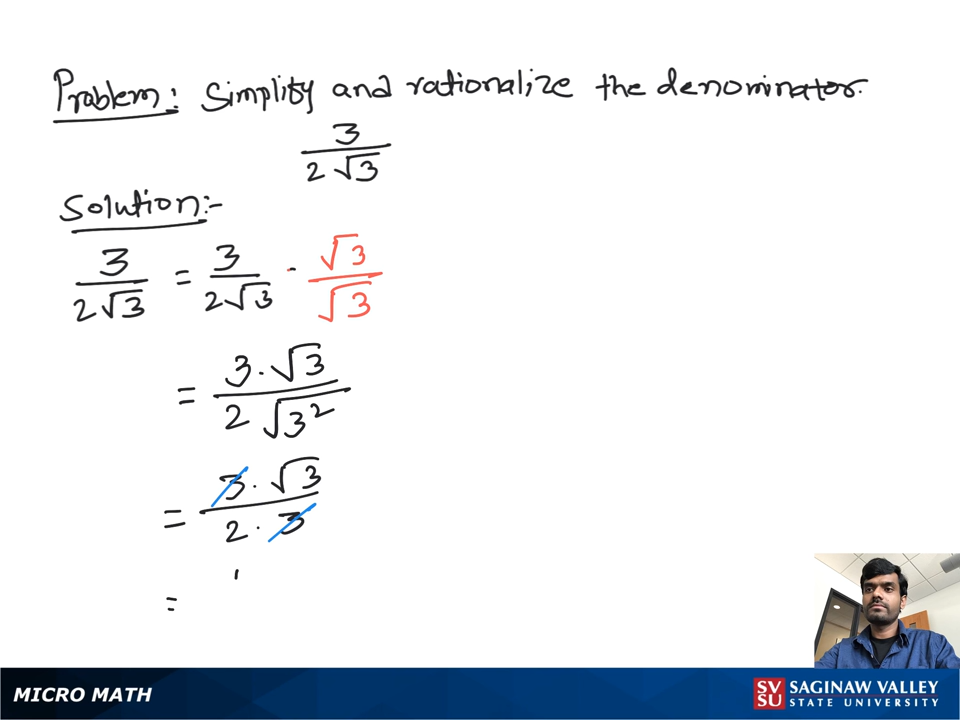 Problem: Simplify and rationalize the denominator.
3/(2√3)
Solution:-
3/(2√3) = 3/(2√3) · √3/√3
= (3·√3)/(2√3²)
= (3·√3)/(2·3)
=
MICRO MATH
SVSU SAGINAW VALLEY
STATE UNIVERSITY